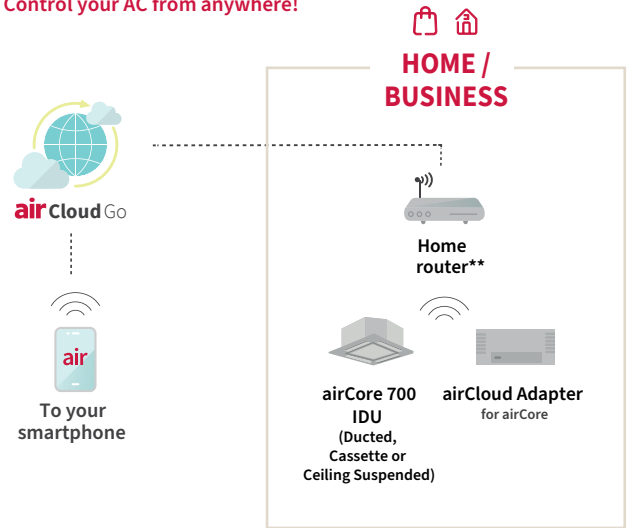 Control your AC from anywhere!
HOME /
BUSINESS
air Cloud Go
Home
router**
air
To your
smartphone
airCore 700
IDU
(Ducted,
Cassette or
Ceiling Suspended)
airCloud Adapter
for airCore